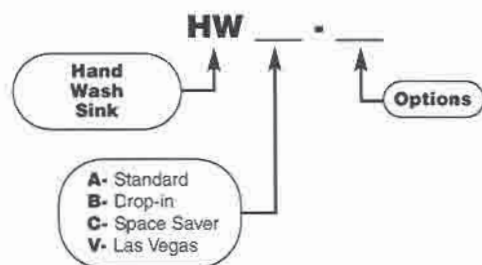 HW ___ - ___
Hand
Wash
Sink
Options
A- Standard
B- Drop-in
C- Space Saver
V- Las Vegas